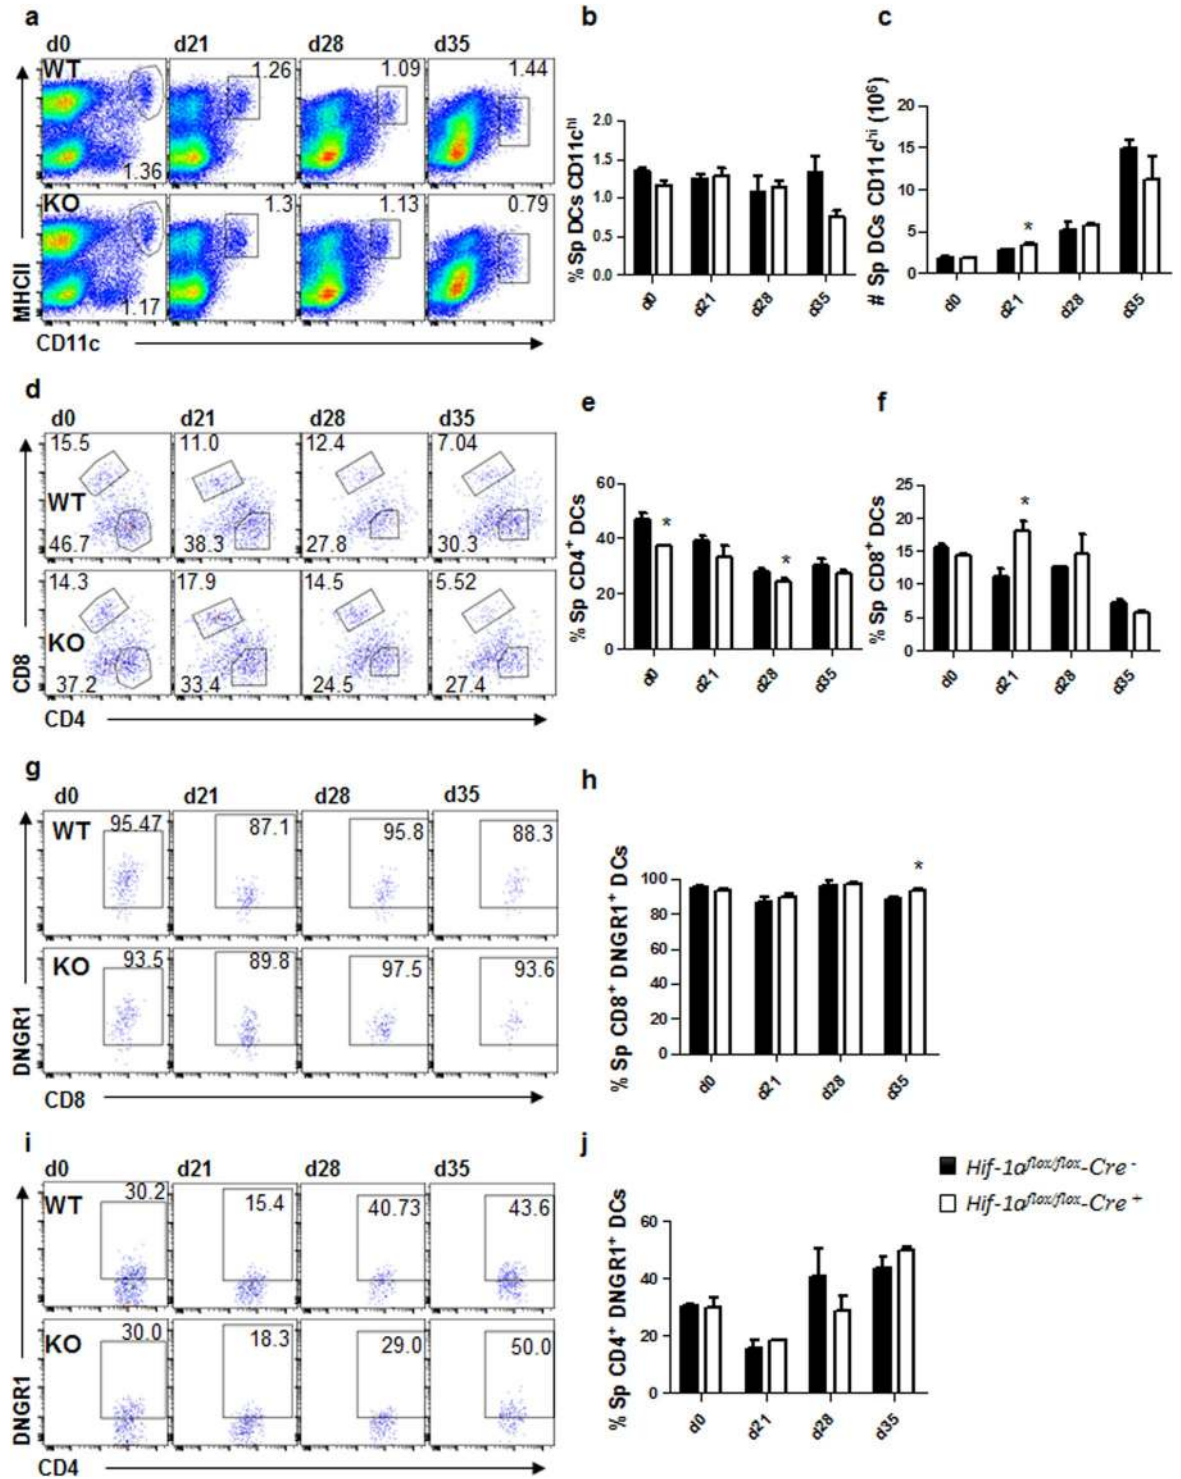 a
d0 d21 d28 d35
WT 1.26 1.09 1.44
1.36
KO 1.3 1.13 0.79
1.17
MHCII
CD11c
b
% Sp DCs CD11c^hi
2.0
1.5
1.0
0.5
0.0
d0 d21 d28 d35
c
# Sp DCs CD11c^hi (10^6)
20
15
10
5
0
*
d0 d21 d28 d35
d
d0 d21 d28 d35
15.5 11.0 12.4 7.04
WT
46.7 38.3 27.8 30.3
14.3 17.9 14.5 5.52
KO
37.2 33.4 24.5 27.4
CD8
CD4
e
% Sp CD4^+ DCs
60
40
20
0
* *
d0 d21 d28 d35
f
% Sp CD8^+ DCs
25
20
15
10
5
0
*
d0 d21 d28 d35
g
d0 d21 d28 d35
WT 95.47 87.1 95.8 88.3
KO 93.5 89.8 97.5 93.6
DNGR1
CD8
h
% Sp CD8^+ DNGR1^+ DCs
100
80
60
40
20
0
*
d0 d21 d28 d35
i
d0 d21 d28 d35
WT 30.2 15.4 40.73 43.6
KO 30.0 18.3 29.0 50.0
DNGR1
CD4
j
Hif-1α^flox/flox-Cre^-
Hif-1α^flox/flox-Cre^+
% Sp CD4^+ DNGR1^+ DCs
60
40
20
0
d0 d21 d28 d35